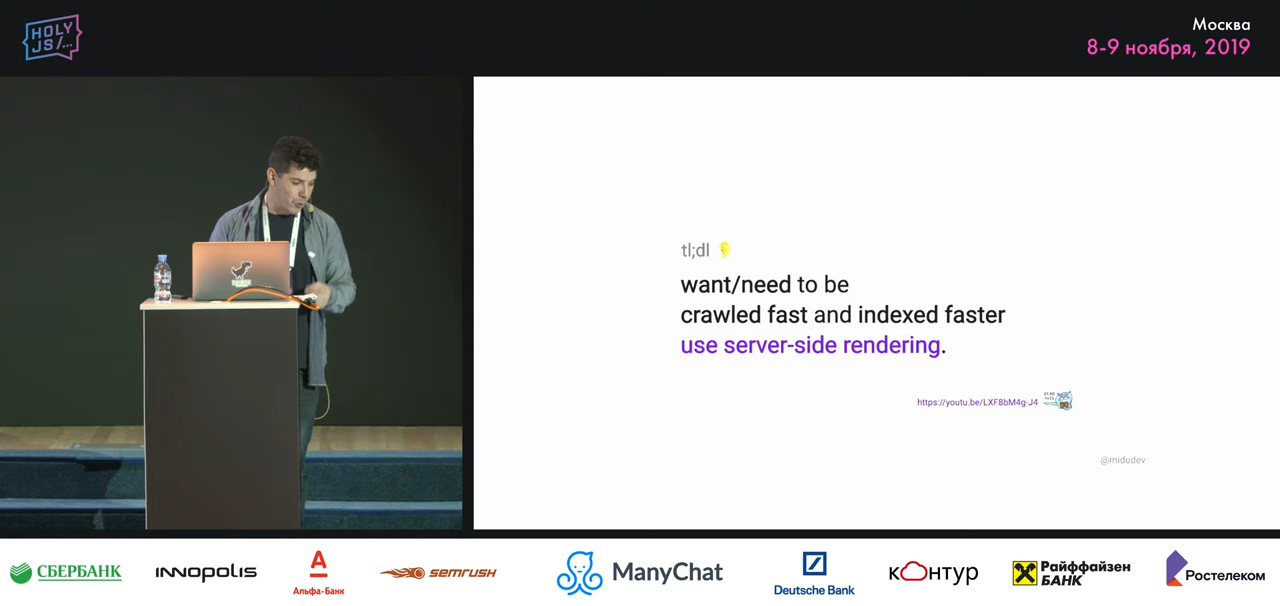 HOLY
JS/...
Москва
8-9 ноября, 2019
tl;dl
want/need to be
crawled fast and indexed faster
use server-side rendering.
https://youtu.be/LXF8bM4g-J4
@midudev
СБЕРБАНК
INNOPOLIS
Альфа·Банк
SEMRUSH
ManyChat
Deutsche Bank
КОНТУР
Райффайзен
БАНК
Ростелеком